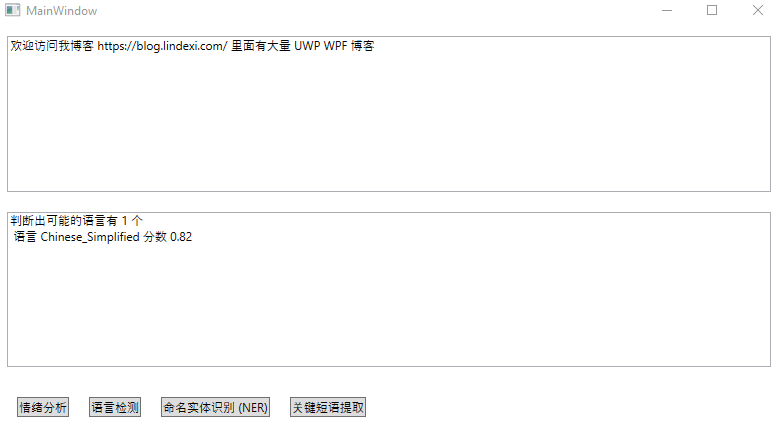 MainWindow
欢迎访问我博客 https://blog.lindexi.com/ 里面有大量 UWP WPF 博客
判断出可能的语言有 1 个
语言 Chinese_Simplified 分数 0.82
情绪分析 语言检测 命名实体识别 (NER) 关键短语提取